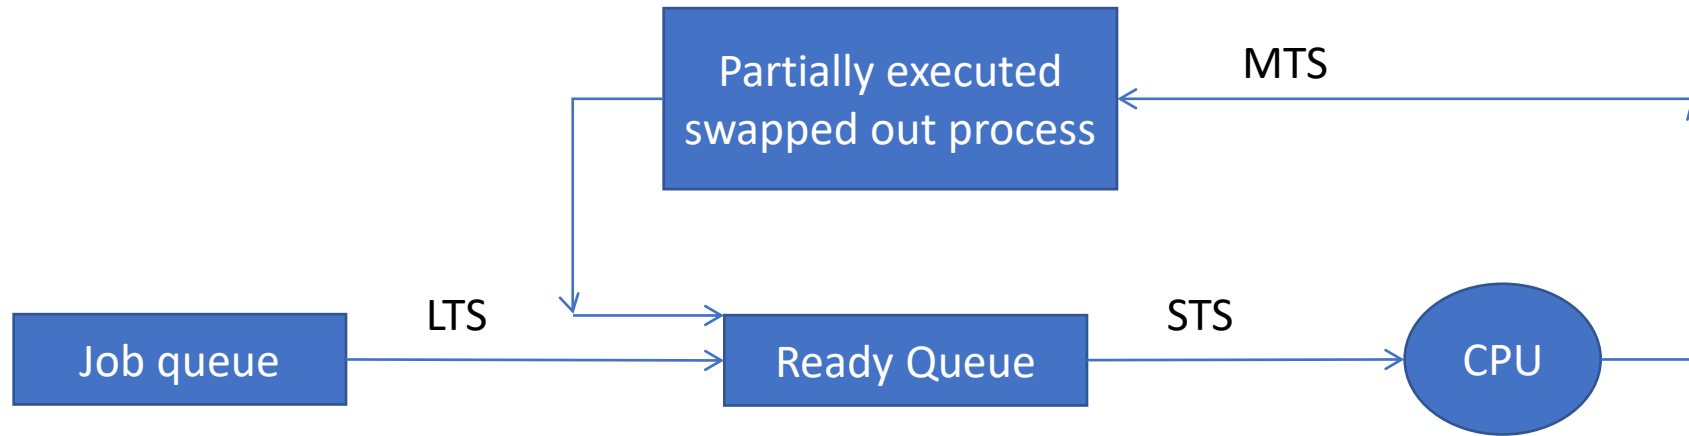 Partially executed
swapped out process
MTS
LTS
STS
Job queue
Ready Queue
CPU